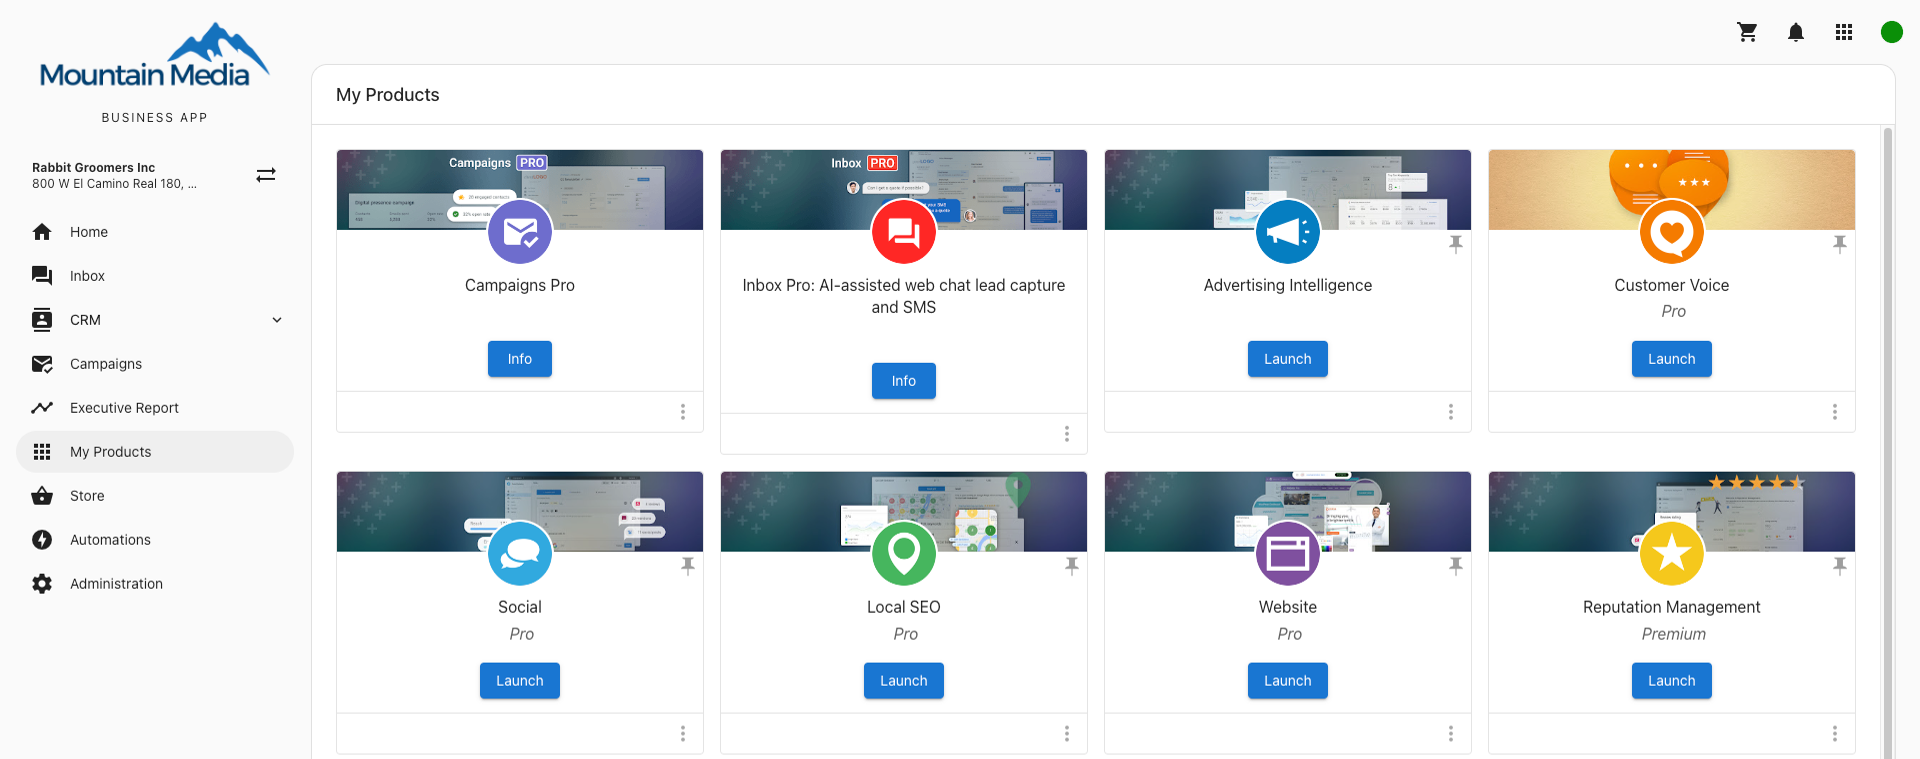 Mountain Media
BUSINESS APP
Rabbit Groomers Inc
800 W El Camino Real 180, ...
Home
Inbox
CRM
Campaigns
Executive Report
My Products
Store
Automations
Administration
My Products
Campaigns PRO
Campaigns Pro
Info
Inbox PRO
Inbox Pro: AI-assisted web chat lead capture
and SMS
Info
Advertising Intelligence
Launch
Customer Voice
Pro
Launch
Social
Pro
Launch
Local SEO
Pro
Launch
Website
Pro
Launch
Reputation Management
Premium
Launch